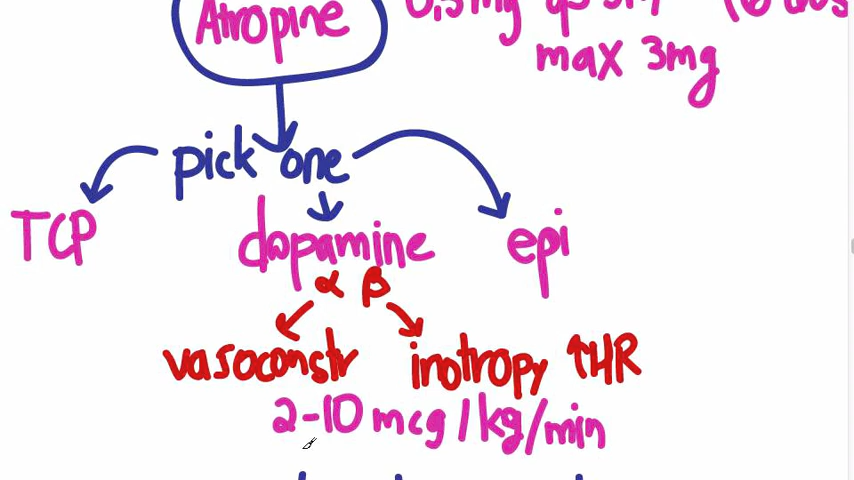 Atropine
max 3mg
pick one
TCP dopamine epi
α β
vasoconstr inotropy ↑HR
2-10 mcg/kg/min